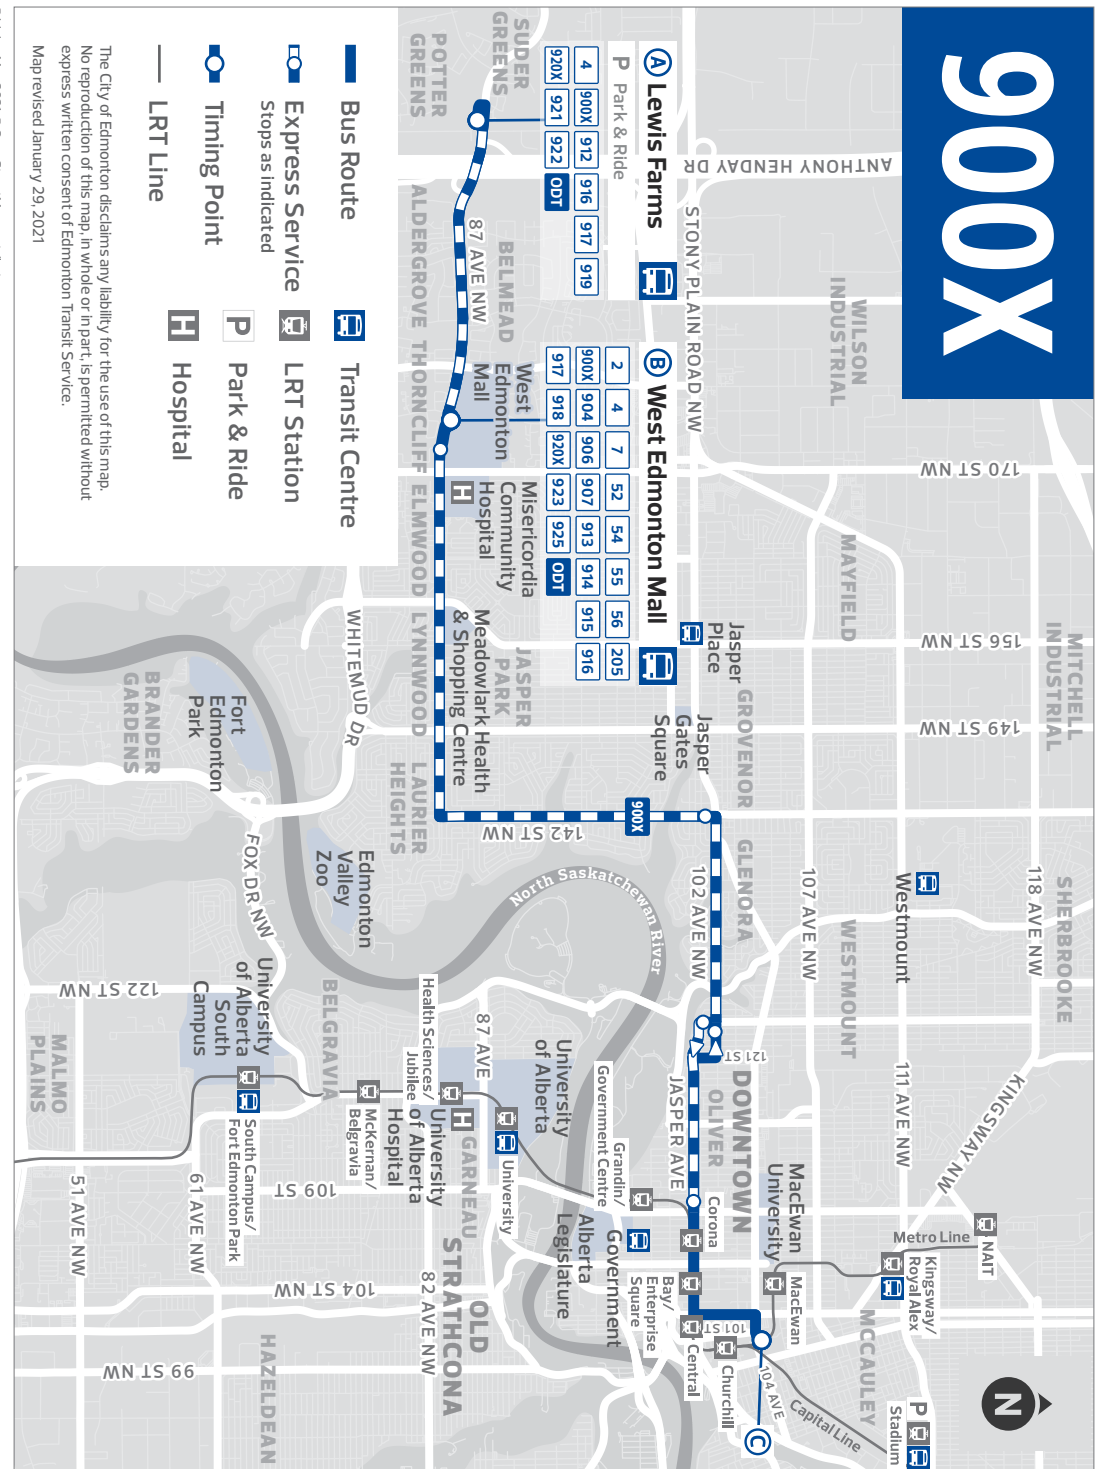 900X
A Lewis Farms
P Park & Ride
4 900X 912 916 917 919
920X 921 922 ODT
B West Edmonton Mall
2 4 7 52 54 55 56 205
900X 904 906 907 913 914 915 916
917 918 920X 923 925 ODT
SUDER
GREENS
POTTER
GREENS
ANTHONY HENDAY DR
STONY PLAIN ROAD NW
WILSON
INDUSTRIAL
87 AVE NW
BELMEAD
ALDERGROVE
THORNCLIFF
ELMWOOD
LYNNWOOD
West
Edmonton
Mall
Misericordia
Community
Hospital
H
170 ST NW
MAYFIELD
156 ST NW
MITCHELL
INDUSTRIAL
149 ST NW
Jasper
Place
JASPER
PARK
Meadowlark Health
& Shopping Centre
Jasper
Gates
Square
GROVENOR
WHITEMUD DR
LAURIER
HEIGHTS
142 ST NW
900X
GLENORA
102 AVE NW
107 AVE NW
Westmount
WESTMOUNT
118 AVE NW
SHERBROOKE
111 AVE NW
KINGSWAY NW
North Saskatchewan River
BRANDER
GARDENS
Fort
Edmonton
Park
Edmonton
Valley
Zoo
FOX DR NW
122 ST NW
University
of Alberta
South
Campus
MALMO
PLAINS
BELGRAVIA
87 AVE
Health Sciences/
Jubilee
McKernan/
Belgravia
University
of Alberta
Hospital
H
GARNEAU
University
of Alberta
University
South Campus/
Fort Edmonton Park
51 AVE NW
61 AVE NW
109 ST
104 ST NW
99 ST NW
82 AVE NW
OLD
STRATHCONA
HAZELDEAN
121 ST
JASPER AVE
OLIVER
DOWNTOWN
Government Centre
Grandin/
Alberta
Legislature
Government
Corona
Bay/
Enterprise
Square
Central
Churchill
101 ST
104 AVE
C
MacEwan
University
MacEwan
Metro Line
NAIT
Kingsway/
Royal Alex
MCCAULEY
Capital Line
P
Stadium
N
Bus Route
Express Service
Stops as indicated
Timing Point
LRT Line
Transit Centre
LRT Station
P Park & Ride
H Hospital
The City of Edmonton disclaims any liability for the use of this map.
No reproduction of this map, in whole or in part, is permitted without
express written consent of Edmonton Transit Service.
Map revised January 29, 2021